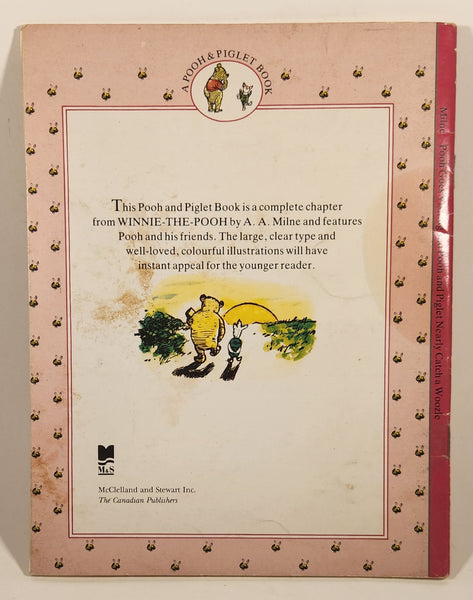 A POOH & PIGLET BOOK
This Pooh and Piglet Book is a complete chapter
from WINNIE-THE-POOH by A. A. Milne and features
Pooh and his friends. The large, clear type and
well-loved, colourful illustrations will have
instant appeal for the younger reader.
M&S
McClelland and Stewart Inc.
The Canadian Publishers
Milne Pooh Goes Pooh and Piglet Nearly Catch a Woozle